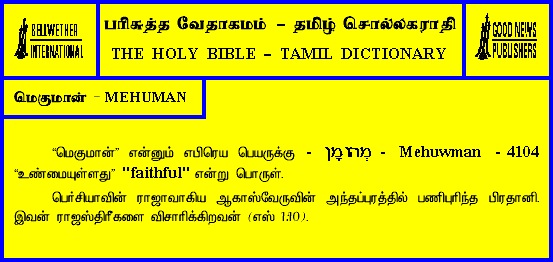 BELLWETHER
INTERNATIONAL
பரிசுத்த வேதாகமம் – தமிழ் சொல்லகராதி
THE HOLY BIBLE – TAMIL DICTIONARY
GOOD NEWS
PUBLISHERS
மெகுமான் - MEHUMAN
“மெகுமான்” என்னும் எபிரெய பெயருக்கு - מְהוּמָן - Mehuwman - 4104
“உண்மையுள்ளது” "faithful" என்று பொருள்.
பெர்சியாவின் ராஜாவாகிய ஆகாஸ்வேருவின் அந்தப்புரத்தில் பணிபுரிந்த பிரதானி.
இவன் ராஜஸ்திரீகளை விசாரிக்கிறவன் (எஸ் 1:10).